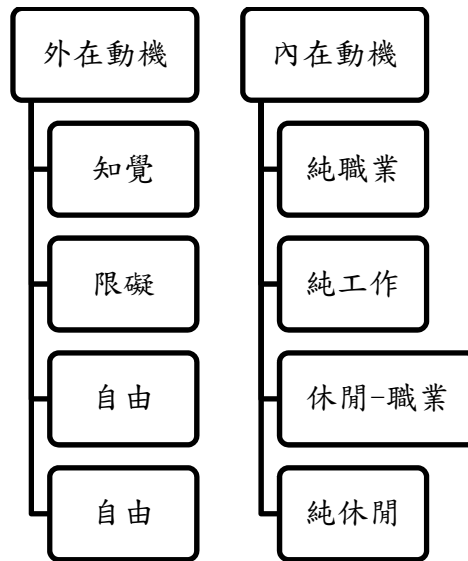 外在動機
知覺
限礙
自由
自由
內在動機
純職業
純工作
休閒-職業
純休閒